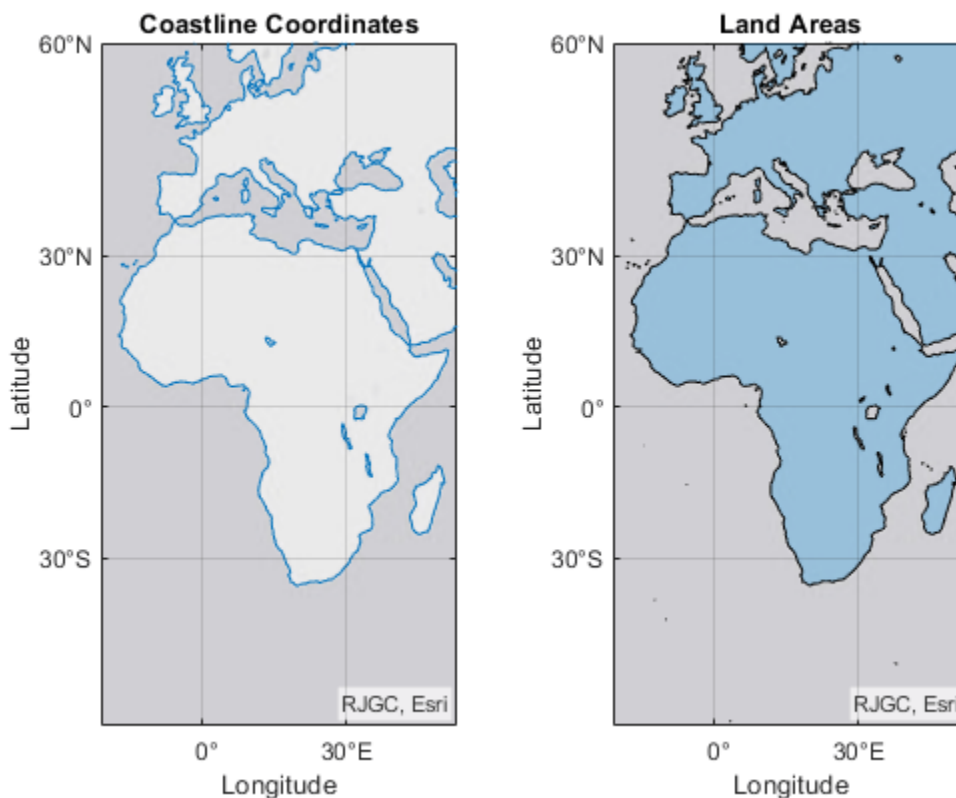 Coastline Coordinates
60°N
30°N
0°
30°S
Latitude
RJGC, Esri
0°
30°E
Longitude
Land Areas
60°N
30°N
0°
30°S
Latitude
RJGC, Esri
0°
30°E
Longitude